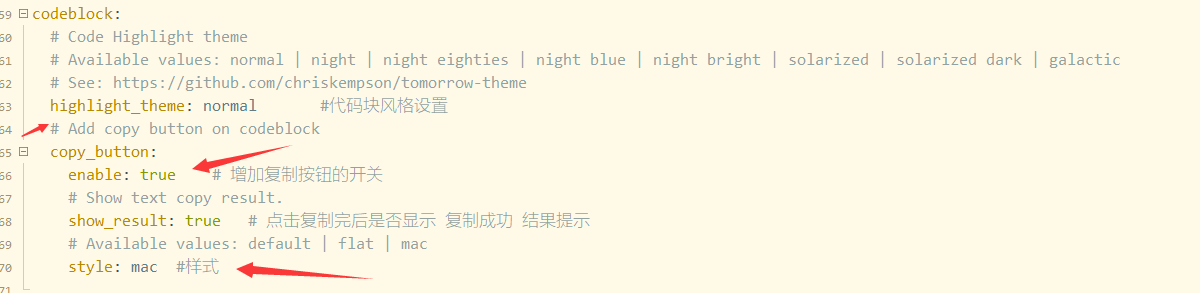 59 codeblock:
60 # Code Highlight theme
61 # Available values: normal | night | night eighties | night blue | night bright | solarized | solarized dark | galactic
62 # See: https://github.com/chriskempson/tomorrow-theme
63 highlight_theme: normal #代码块风格设置
64 # Add copy button on codeblock
65 copy_button:
66 enable: true # 增加复制按钮的开关
67 # Show text copy result.
68 show_result: true # 点击复制完后是否显示 复制成功 结果提示
69 # Available values: default | flat | mac
70 style: mac #样式
71